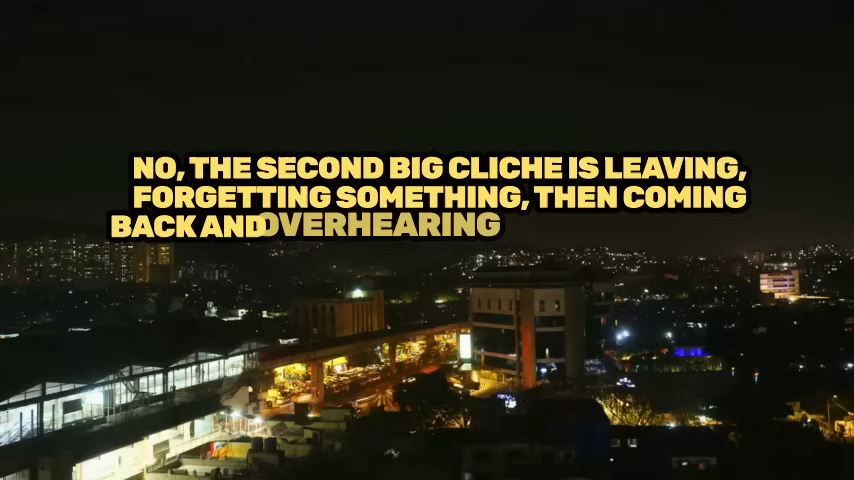 NO, THE SECOND BIG CLICHE IS LEAVING,
FORGETTING SOMETHING, THEN COMING
BACK AND OVERHEARING